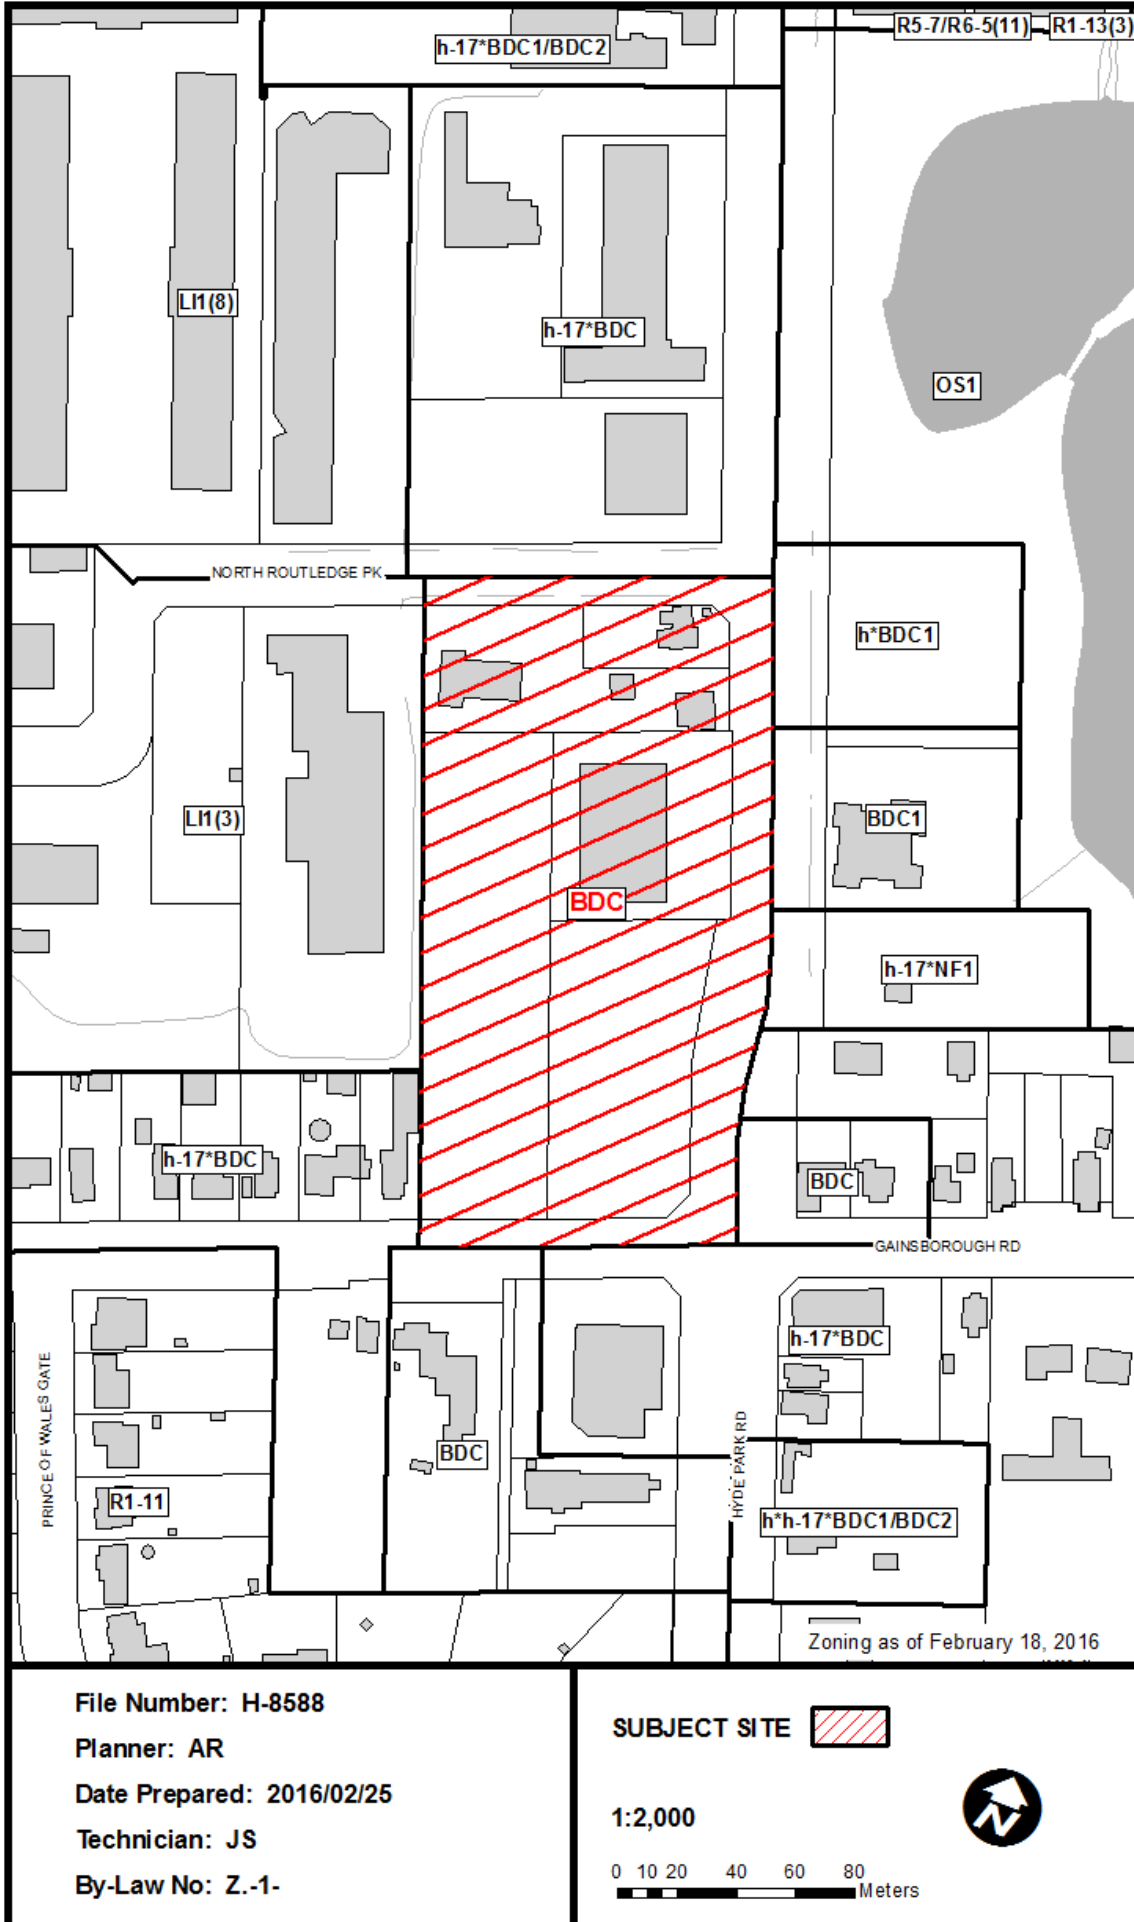 R5-7/R6-5(11)
R1-13(3)
h-17*BDC1/BDC2
LI1(8)
h-17*BDC
OS1
NORTH ROUTLEDGE PK
h*BDC1
LI1(3)
BDC1
BDC
h-17*NF1
h-17*BDC
BDC
GAINSBOROUGH RD
h-17*BDC
PRINCE OF WALES GATE
BDC
HYDE PARK RD
R1-11
h*h-17*BDC1/BDC2
Zoning as of February 18, 2016
File Number: H-8588
Planner: AR
Date Prepared: 2016/02/25
Technician: JS
By-Law No: Z.-1-
SUBJECT SITE
1:2,000
N
0 10 20 40 60 80
Meters